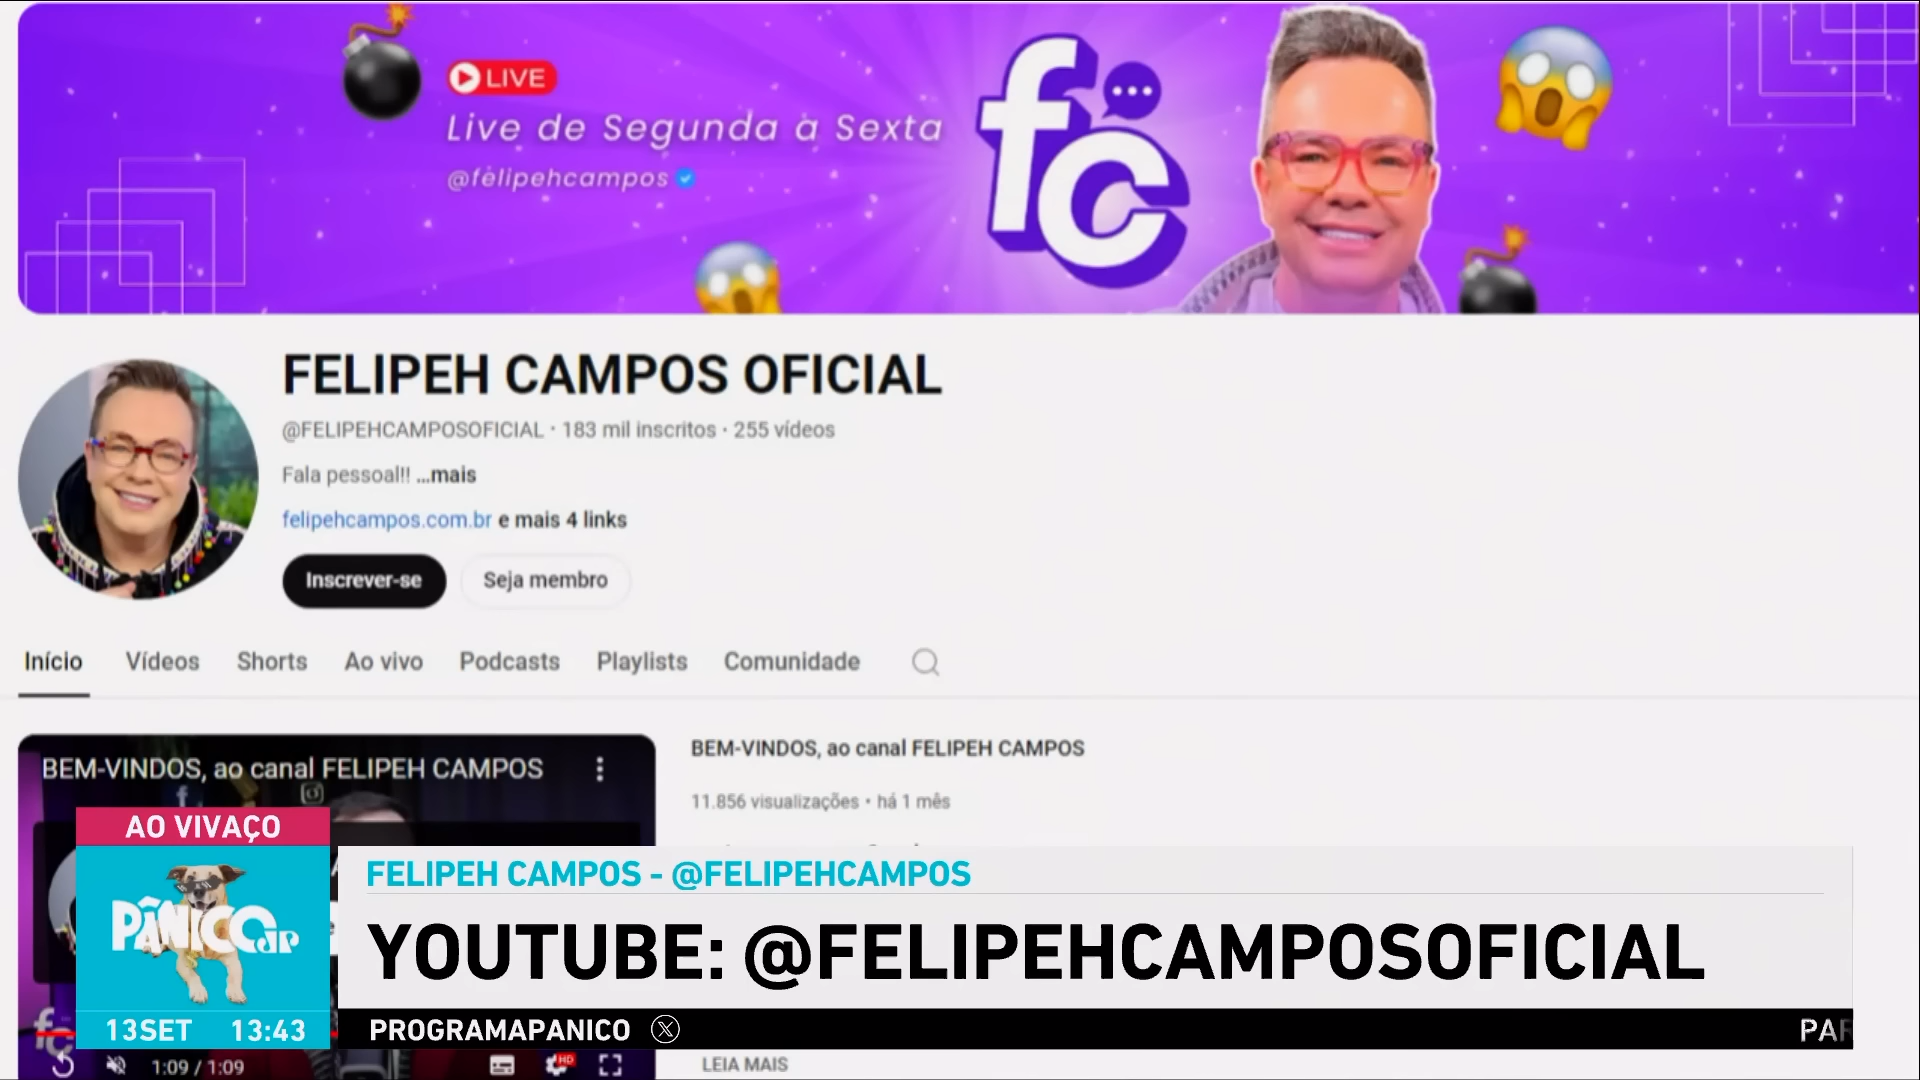 LIVE
Live de Segunda a Sexta
@felipehcampos
fc
FELIPEH CAMPOS OFICIAL
@FELIPEHCAMPOSOFICIAL · 183 mil inscritos · 255 vídeos
Fala pessoal!! ...mais
felipehcampos.com.br e mais 4 links
Inscrever-se
Seja membro
Início
Vídeos
Shorts
Ao vivo
Podcasts
Playlists
Comunidade
BEM-VINDOS, ao canal FELIPEH CAMPOS
BEM-VINDOS, ao canal FELIPEH CAMPOS
11.856 visualizações • há 1 mês
AO VIVAÇO
PÂNICO JP
13SET 13:43
FELIPEH CAMPOS - @FELIPEHCAMPOS
YOUTUBE: @FELIPEHCAMPOSOFICIAL
PROGRAMAPANICO
fc
1:09 / 1:09
HD
LEIA MAIS